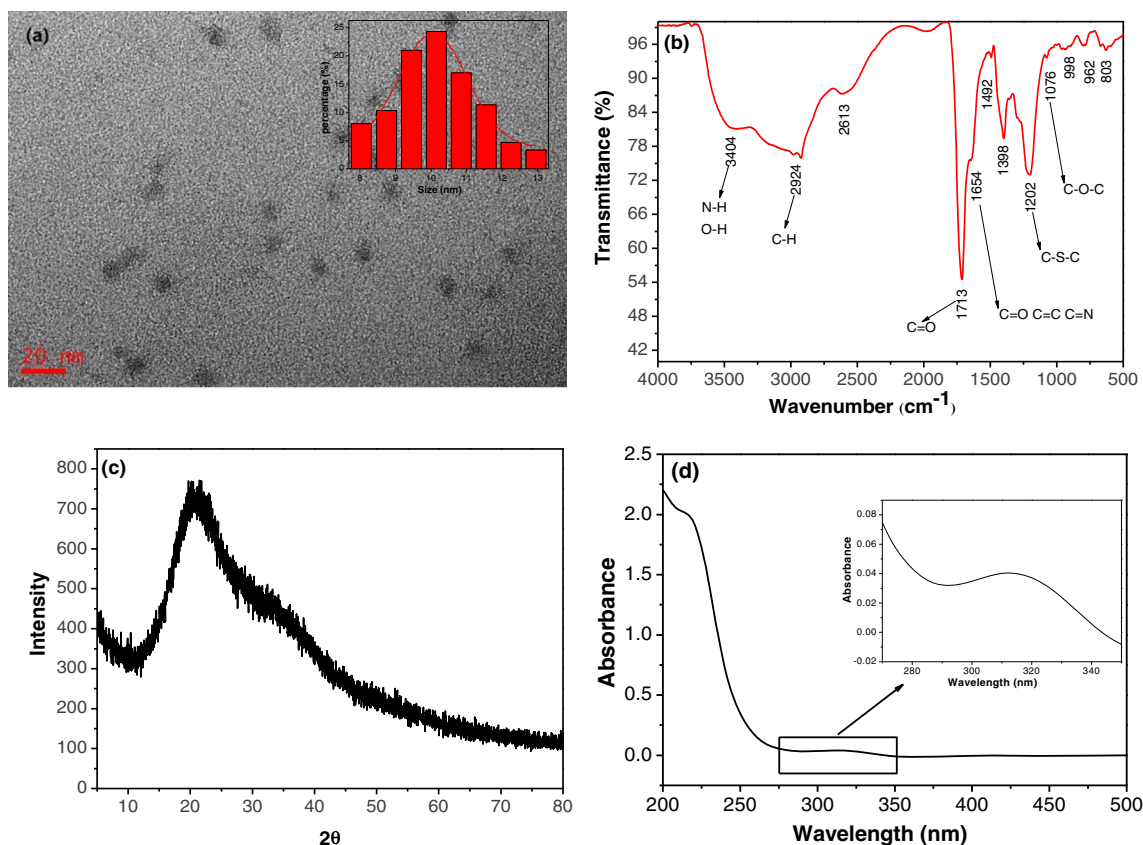 (a)
25
20
15
10
5
0
percentage (%)
8 9 10 11 12 13
Size (nm)
20 nm
(b)
96
90
84
78
72
66
60
54
48
42
Transmittance (%)
3404
2924
2613
1713
1654
1492
1398
1202
1076
998
962
803
N-H
O-H
C-H
C=O
C=O C=C C=N
C-S-C
C-O-C
4000 3500 3000 2500 2000 1500 1000 500
Wavenumber (cm⁻¹)
(c)
800
700
600
500
400
300
200
100
0
Intensity
10 20 30 40 50 60 70 80
2θ
(d)
2.5
2.0
1.5
1.0
0.5
0.0
Absorbance
0.08
0.06
0.04
0.02
0.00
-0.02
Absorbance
280 300 320 340
Wavelength (nm)
200 250 300 350 400 450 500
Wavelength (nm)